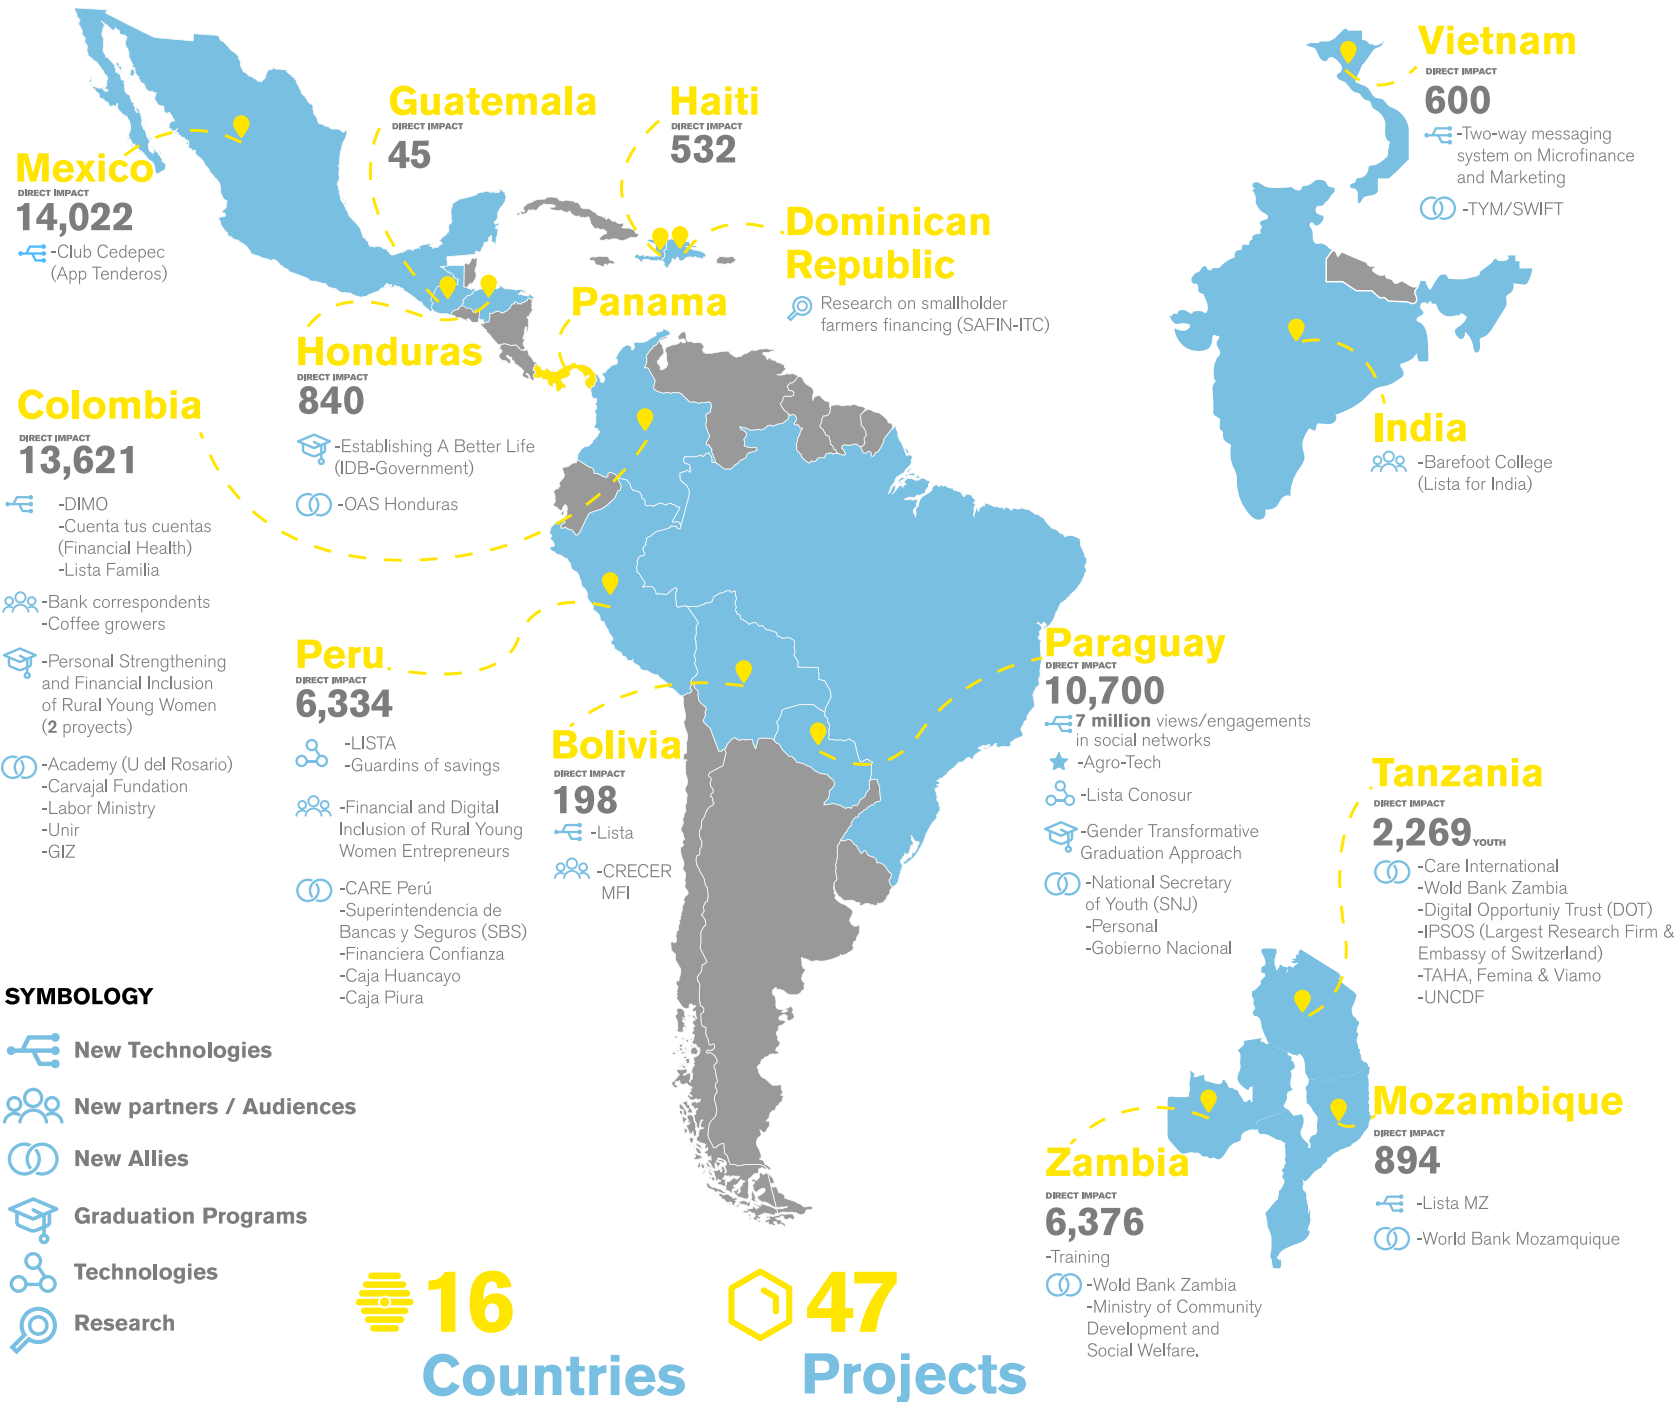 Mexico
DIRECT IMPACT
14,022
-Club Cedepec
(App Tenderos)
Guatemala
DIRECT IMPACT
45
Haiti
DIRECT IMPACT
532
Dominican
Republic
Research on smallholder
farmers financing (SAFIN-ITC)
Panama
Honduras
DIRECT IMPACT
840
-Establishing A Better Life
(IDB-Government)
-OAS Honduras
Vietnam
DIRECT IMPACT
600
-Two-way messaging
system on Microfinance
and Marketing
-TYM/SWIFT
India
-Barefoot College
(Lista for India)
Colombia
DIRECT IMPACT
13,621
-DIMO
-Cuenta tus cuentas
(Financial Health)
-Lista Familia
-Bank correspondents
-Coffee growers
-Personal Strengthening
and Financial Inclusion
of Rural Young Women
(2 proyects)
-Academy (U del Rosario)
-Carvajal Fundation
-Labor Ministry
-Unir
-GIZ
Peru
DIRECT IMPACT
6,334
-LISTA
-Guardins of savings
-Financial and Digital
Inclusion of Rural Young
Women Entrepreneurs
-CARE Perú
-Superintendencia de
Bancas y Seguros (SBS)
-Financiera Confianza
-Caja Huancayo
-Caja Piura
Bolivia
DIRECT IMPACT
198
-Lista
-CRECER
MFI
Paraguay
DIRECT IMPACT
10,700
7 million views/engagements
in social networks
-Agro-Tech
-Lista Conosur
-Gender Transformative
Graduation Approach
-National Secretary
of Youth (SNJ)
-Personal
-Gobierno Nacional
Tanzania
DIRECT IMPACT
2,269 YOUTH
-Care International
-Wold Bank Zambia
-Digital Opportuniy Trust (DOT)
-IPSOS (Largest Research Firm &
Embassy of Switzerland)
-TAHA, Femina & Viamo
-UNCDF
Mozambique
DIRECT IMPACT
894
-Lista MZ
-World Bank Mozamquique
Zambia
DIRECT IMPACT
6,376
-Training
-Wold Bank Zambia
-Ministry of Community
Development and
Social Welfare.
SYMBOLOGY
New Technologies
New partners / Audiences
New Allies
Graduation Programs
Technologies
Research
16
Countries
47
Projects